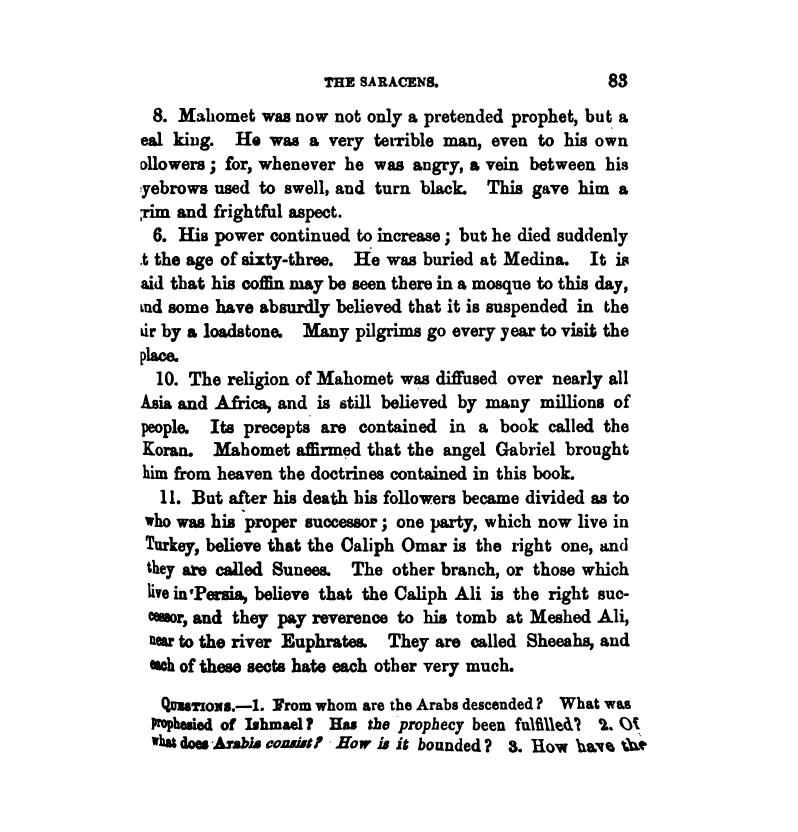 THE SARACENS. 83
8. Mahomet was now not only a pretended prophet, but a
eal king. He was a very terrible man, even to his own
ollowers; for, whenever he was angry, a vein between his
yebrows used to swell, and turn black. This gave him a
rim and frightful aspect.
6. His power continued to increase; but he died suddenly
t the age of sixty-three. He was buried at Medina. It is
aid that his coffin may be seen there in a mosque to this day,
and some have absurdly believed that it is suspended in the
air by a loadstone. Many pilgrims go every year to visit the
place.
10. The religion of Mahomet was diffused over nearly all
Asia and Africa, and is still believed by many millions of
people. Its precepts are contained in a book called the
Koran. Mahomet affirmed that the angel Gabriel brought
him from heaven the doctrines contained in this book.
11. But after his death his followers became divided as to
who was his proper successor; one party, which now live in
Turkey, believe that the Caliph Omar is the right one, and
they are called Sunees. The other branch, or those which
live in Persia, believe that the Caliph Ali is the right suc-
cessor, and they pay reverence to his tomb at Meshed Ali,
near to the river Euphrates. They are called Sheeahs, and
each of these sects hate each other very much.
QUESTIONS.—1. From whom are the Arabs descended? What was
prophesied of Ishmael? Has the prophecy been fulfilled? 2. Of
what does Arabia consist? How is it bounded? 3. How have the